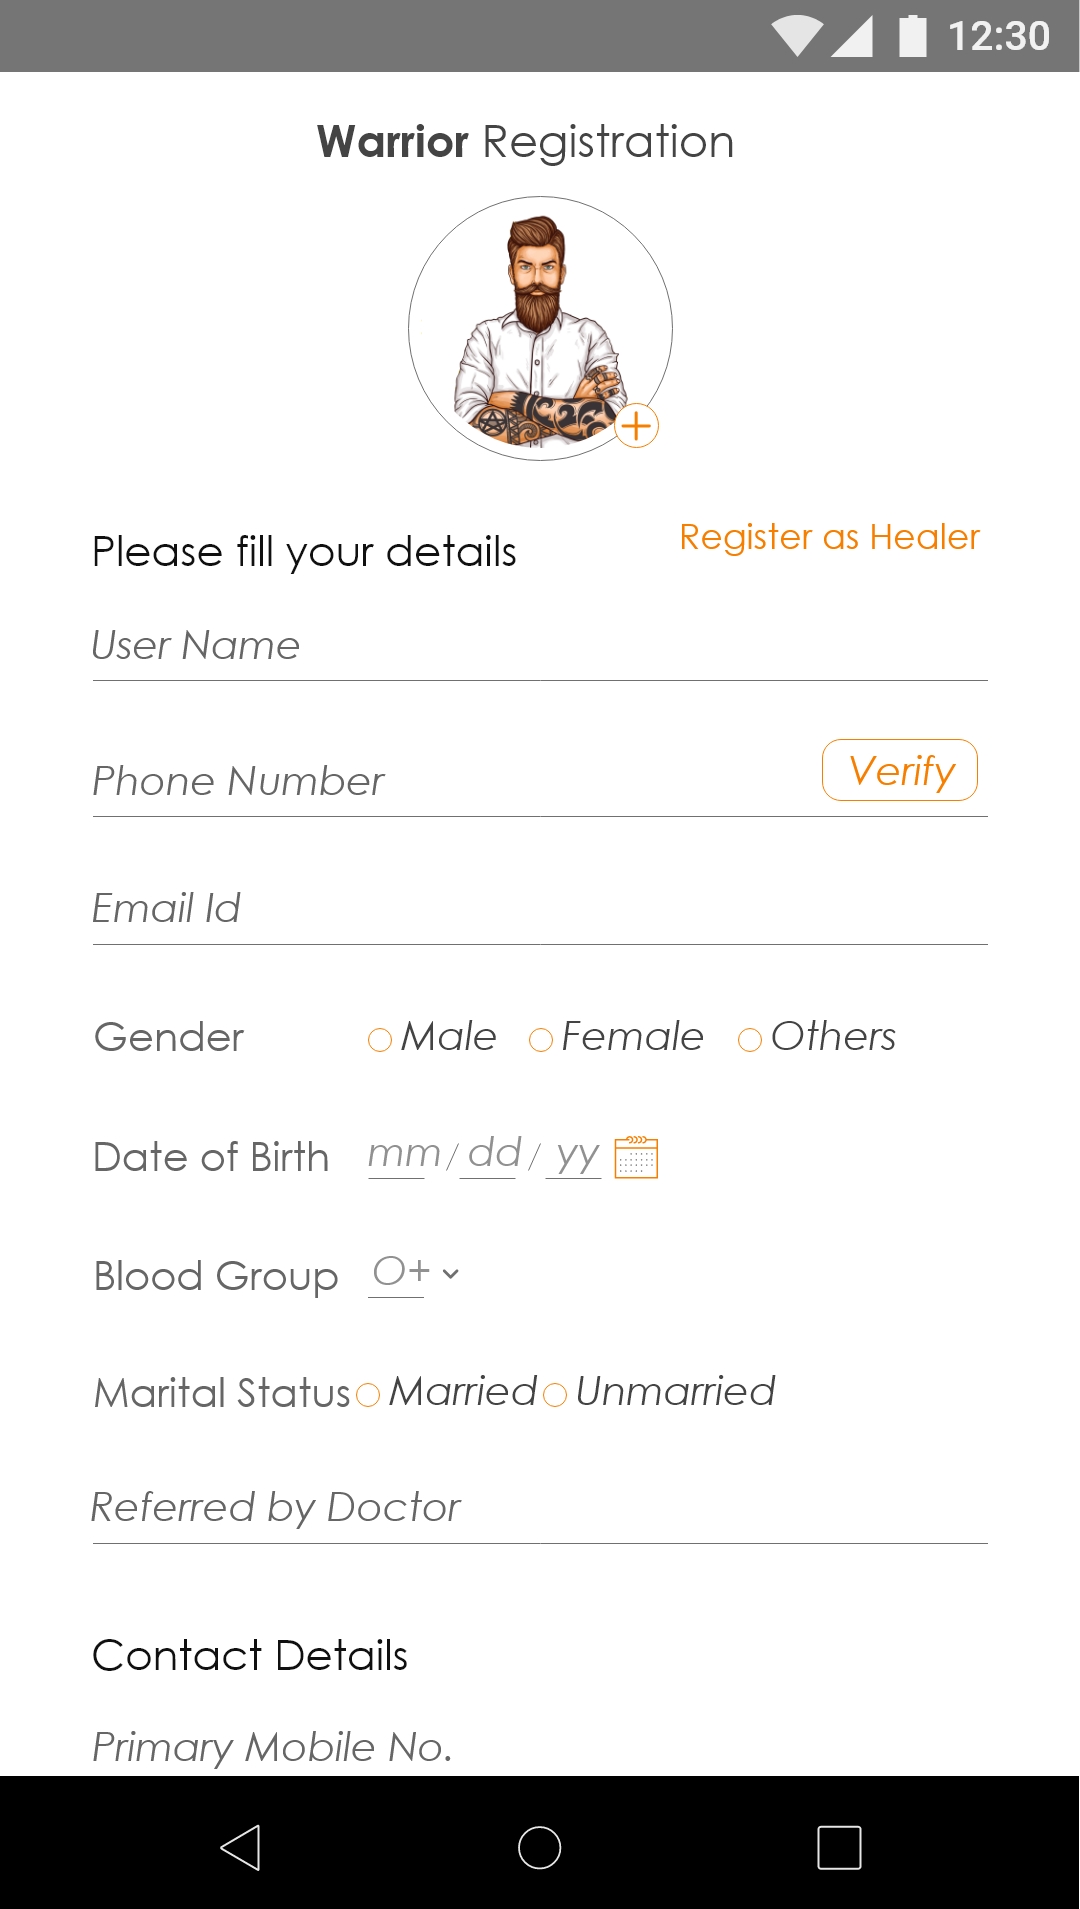 12:30
Warrior Registration
Register as Healer
Please fill your details
User Name
Phone Number Verify
Email Id
Gender Male Female Others
Date of Birth mm / dd / yy
Blood Group O+
Marital Status Married Unmarried
Referred by Doctor
Contact Details
Primary Mobile No.